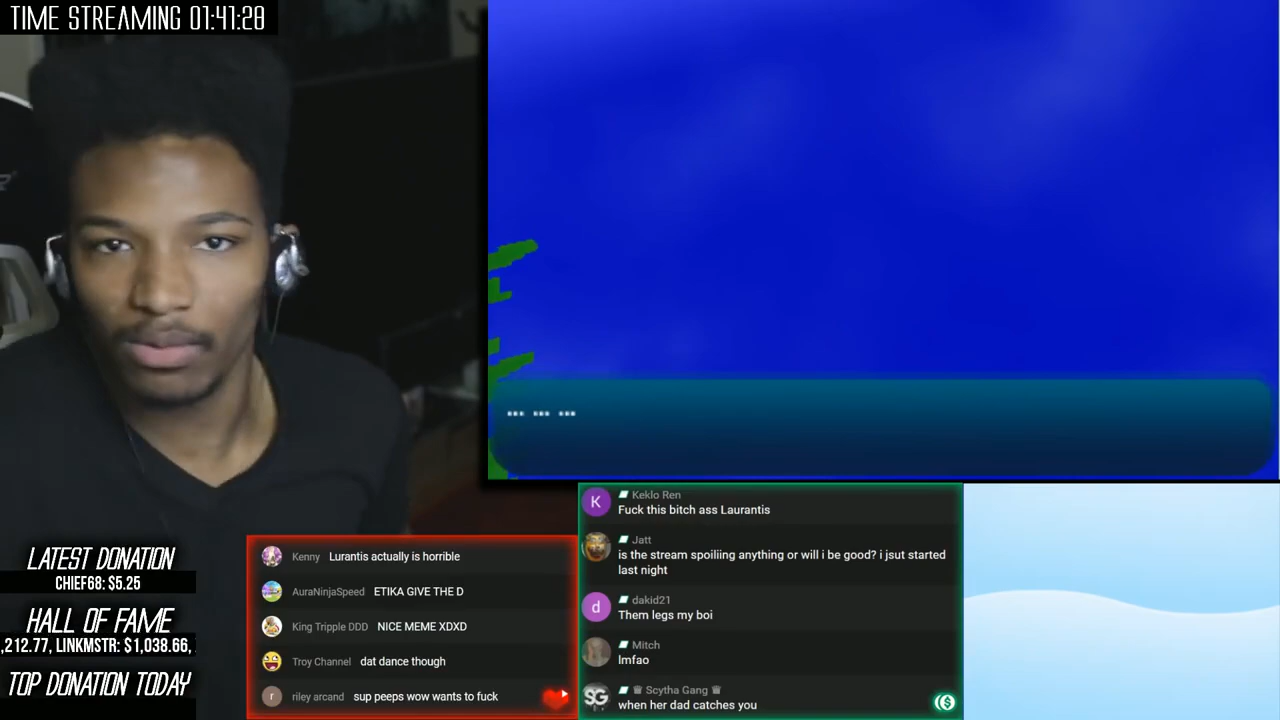 TIME STREAMING 01:41:28
... ... ...
LATEST DONATION
CHIEF68: $5.25
HALL OF FAME
,212.77, LINKMSTR: $1,038.66,
TOP DONATION TODAY
Kenny Lurantis actually is horrible
AuraNinjaSpeed ETIKA GIVE THE D
King Tripple DDD NICE MEME XDXD
Troy Channel dat dance though
r riley arcand sup peeps wow wants to fuck
K Keklo Ren
Fuck this bitch ass Laurantis
Jatt
is the stream spoiliing anything or will i be good? i jsut started
last night
d dakid21
Them legs my boi
Mitch
lmfao
SG ♕ Scytha Gang ♕
when her dad catches you